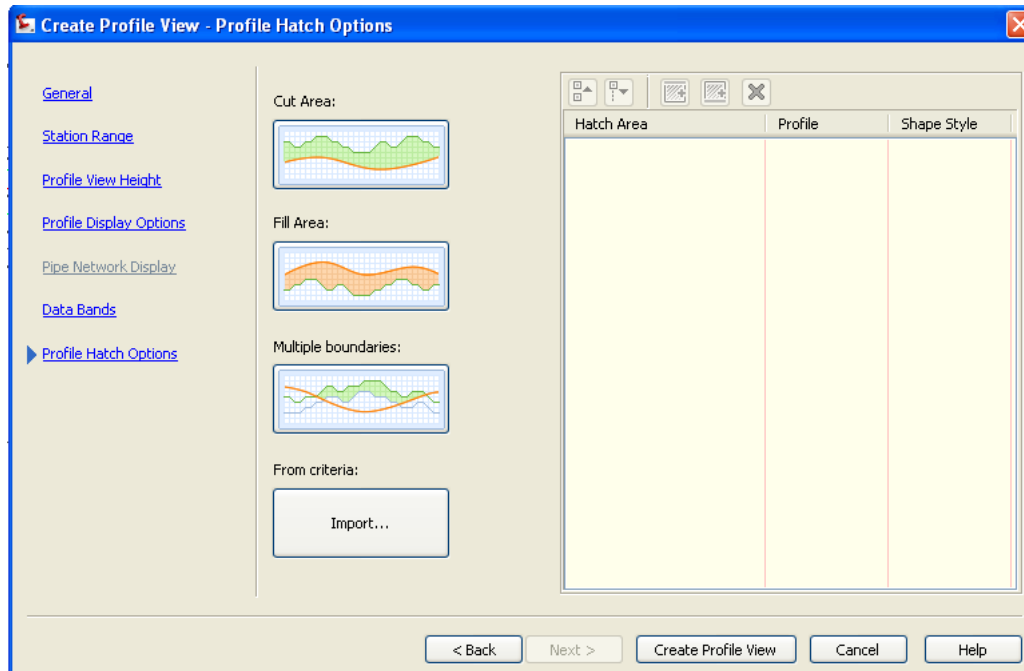 Create Profile View - Profile Hatch Options
General
Station Range
Profile View Height
Profile Display Options
Pipe Network Display
Data Bands
Profile Hatch Options
Cut Area:
Fill Area:
Multiple boundaries:
From criteria:
Import...
Hatch Area Profile Shape Style
< Back Next > Create Profile View Cancel Help